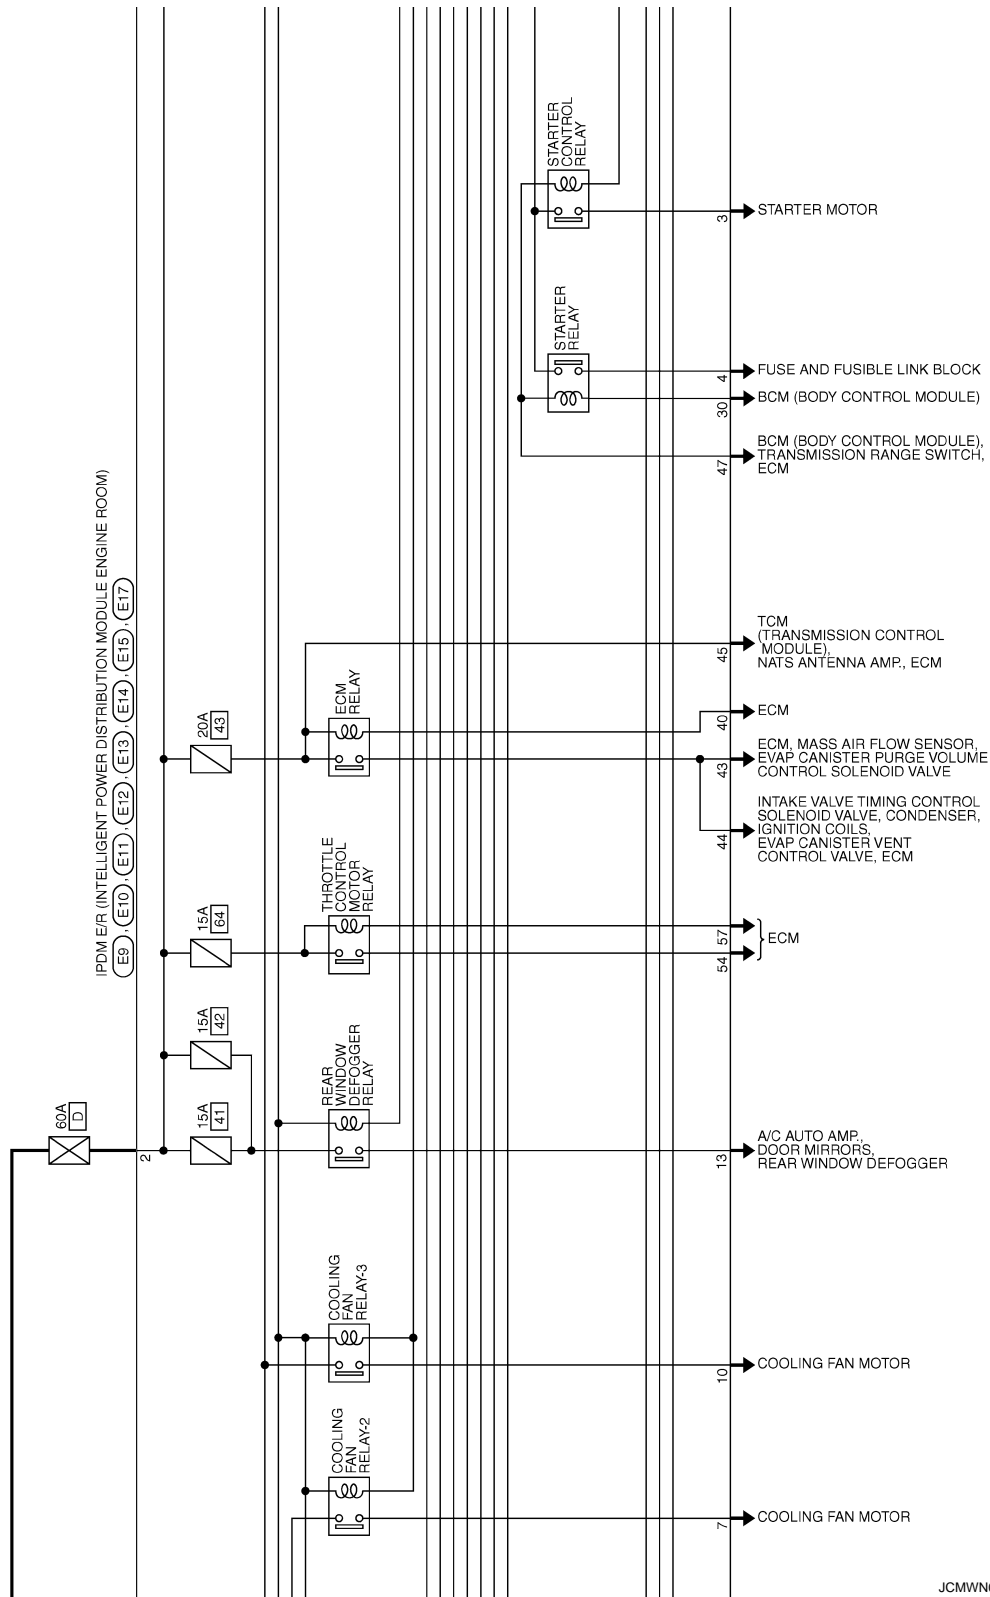 STARTER
CONTROL
RELAY
3
STARTER MOTOR
STARTER
RELAY
4
FUSE AND FUSIBLE LINK BLOCK
30
BCM (BODY CONTROL MODULE)
47
BCM (BODY CONTROL MODULE),
TRANSMISSION RANGE SWITCH,
ECM
IPDM E/R (INTELLIGENT POWER DISTRIBUTION MODULE ENGINE ROOM)
E9 , E10 , E11 , E12 , E13 , E14 , E15 , E17
45
TCM
(TRANSMISSION CONTROL
MODULE),
NATS ANTENNA AMP., ECM
20A
43
ECM
RELAY
40
ECM
43
ECM, MASS AIR FLOW SENSOR,
EVAP CANISTER PURGE VOLUME
CONTROL SOLENOID VALVE
44
INTAKE VALVE TIMING CONTROL
SOLENOID VALVE, CONDENSER,
IGNITION COILS,
EVAP CANISTER VENT
CONTROL VALVE, ECM
15A
64
THROTTLE
CONTROL
MOTOR
RELAY
57
54
ECM
15A
42
60A
D
2
15A
41
REAR
WINDOW
DEFOGGER
RELAY
13
A/C AUTO AMP.,
DOOR MIRRORS,
REAR WINDOW DEFOGGER
COOLING
FAN
RELAY-3
10
COOLING FAN MOTOR
COOLING
FAN
RELAY-2
7
COOLING FAN MOTOR